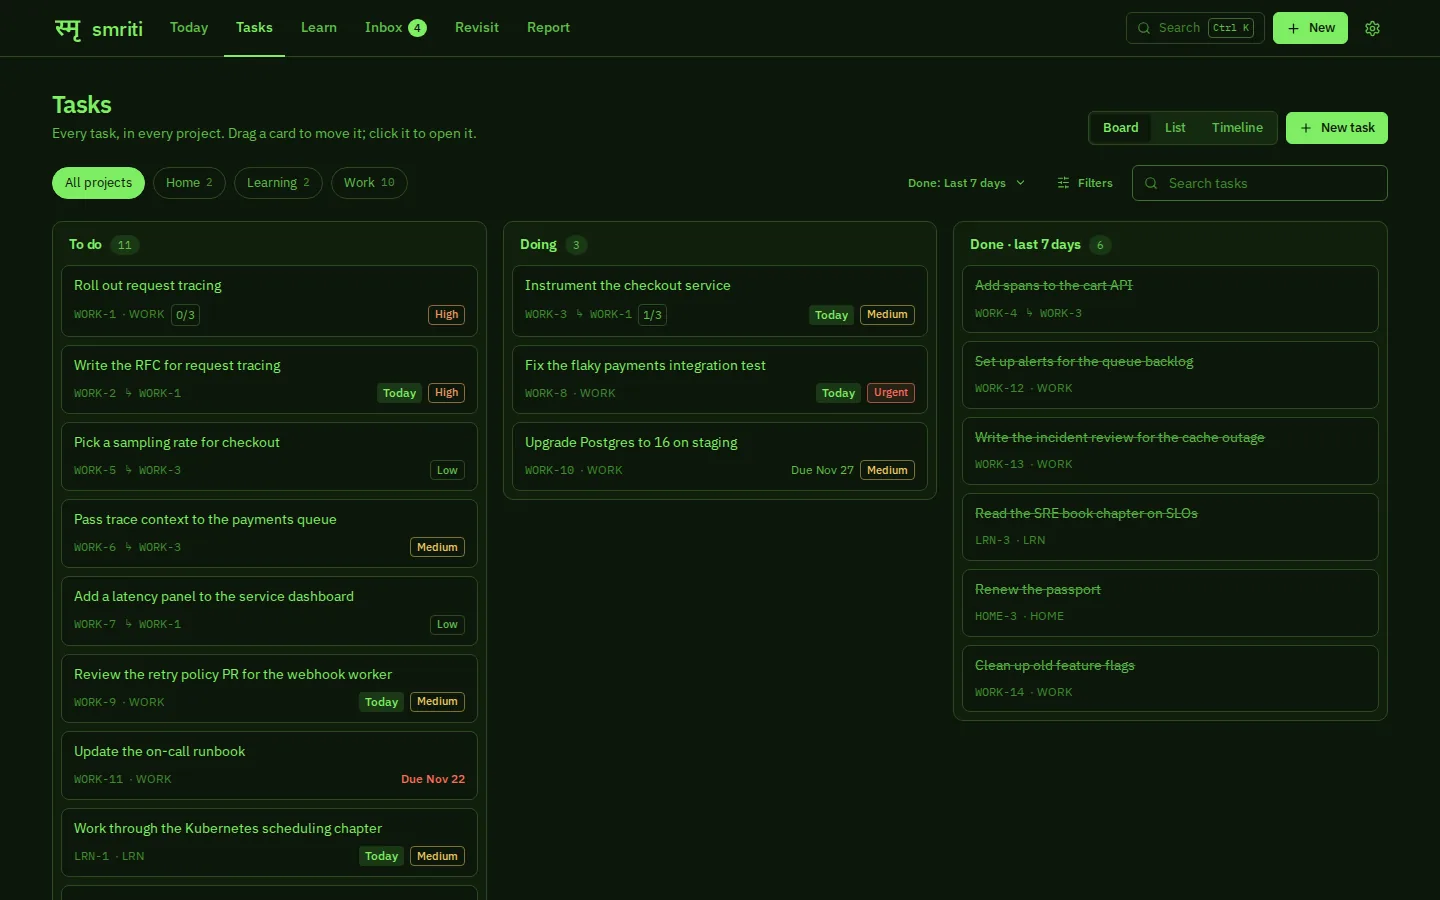 स्मृ smriti Today Tasks Learn Inbox 4 Revisit Report Search Ctrl K + New
Tasks
Every task, in every project. Drag a card to move it; click it to open it.
Board List Timeline + New task
All projects Home 2 Learning 2 Work 10 Done: Last 7 days Filters Search tasks
To do 11
Roll out request tracing
WORK-1 · WORK 0/3 High
Write the RFC for request tracing
WORK-2 ↳ WORK-1 Today High
Pick a sampling rate for checkout
WORK-5 ↳ WORK-3 Low
Pass trace context to the payments queue
WORK-6 ↳ WORK-3 Medium
Add a latency panel to the service dashboard
WORK-7 ↳ WORK-1 Low
Review the retry policy PR for the webhook worker
WORK-9 · WORK Today Medium
Update the on-call runbook
WORK-11 · WORK Due Nov 22
Work through the Kubernetes scheduling chapter
LRN-1 · LRN Today Medium
Doing 3
Instrument the checkout service
WORK-3 ↳ WORK-1 1/3 Today Medium
Fix the flaky payments integration test
WORK-8 · WORK Today Urgent
Upgrade Postgres to 16 on staging
WORK-10 · WORK Due Nov 27 Medium
Done · last 7 days 6
Add spans to the cart API
WORK-4 ↳ WORK-3
Set up alerts for the queue backlog
WORK-12 · WORK
Write the incident review for the cache outage
WORK-13 · WORK
Read the SRE book chapter on SLOs
LRN-3 · LRN
Renew the passport
HOME-3 · HOME
Clean up old feature flags
WORK-14 · WORK